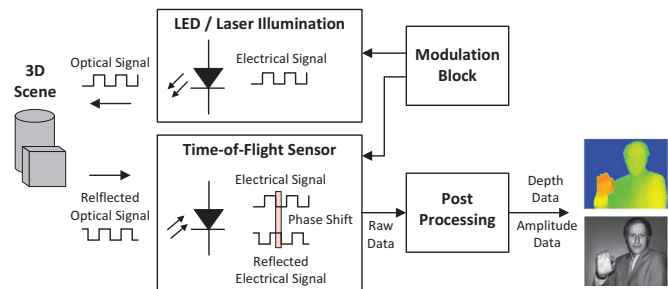 LED / Laser Illumination
Optical Signal
Electrical Signal
Modulation
Block
3D
Scene
Time-of-Flight Sensor
Electrical Signal
Phase Shift
Relflected
Optical Signal
Reflected
Electrical Signal
Raw
Data
Post
Processing
Depth
Data
Amplitude
Data